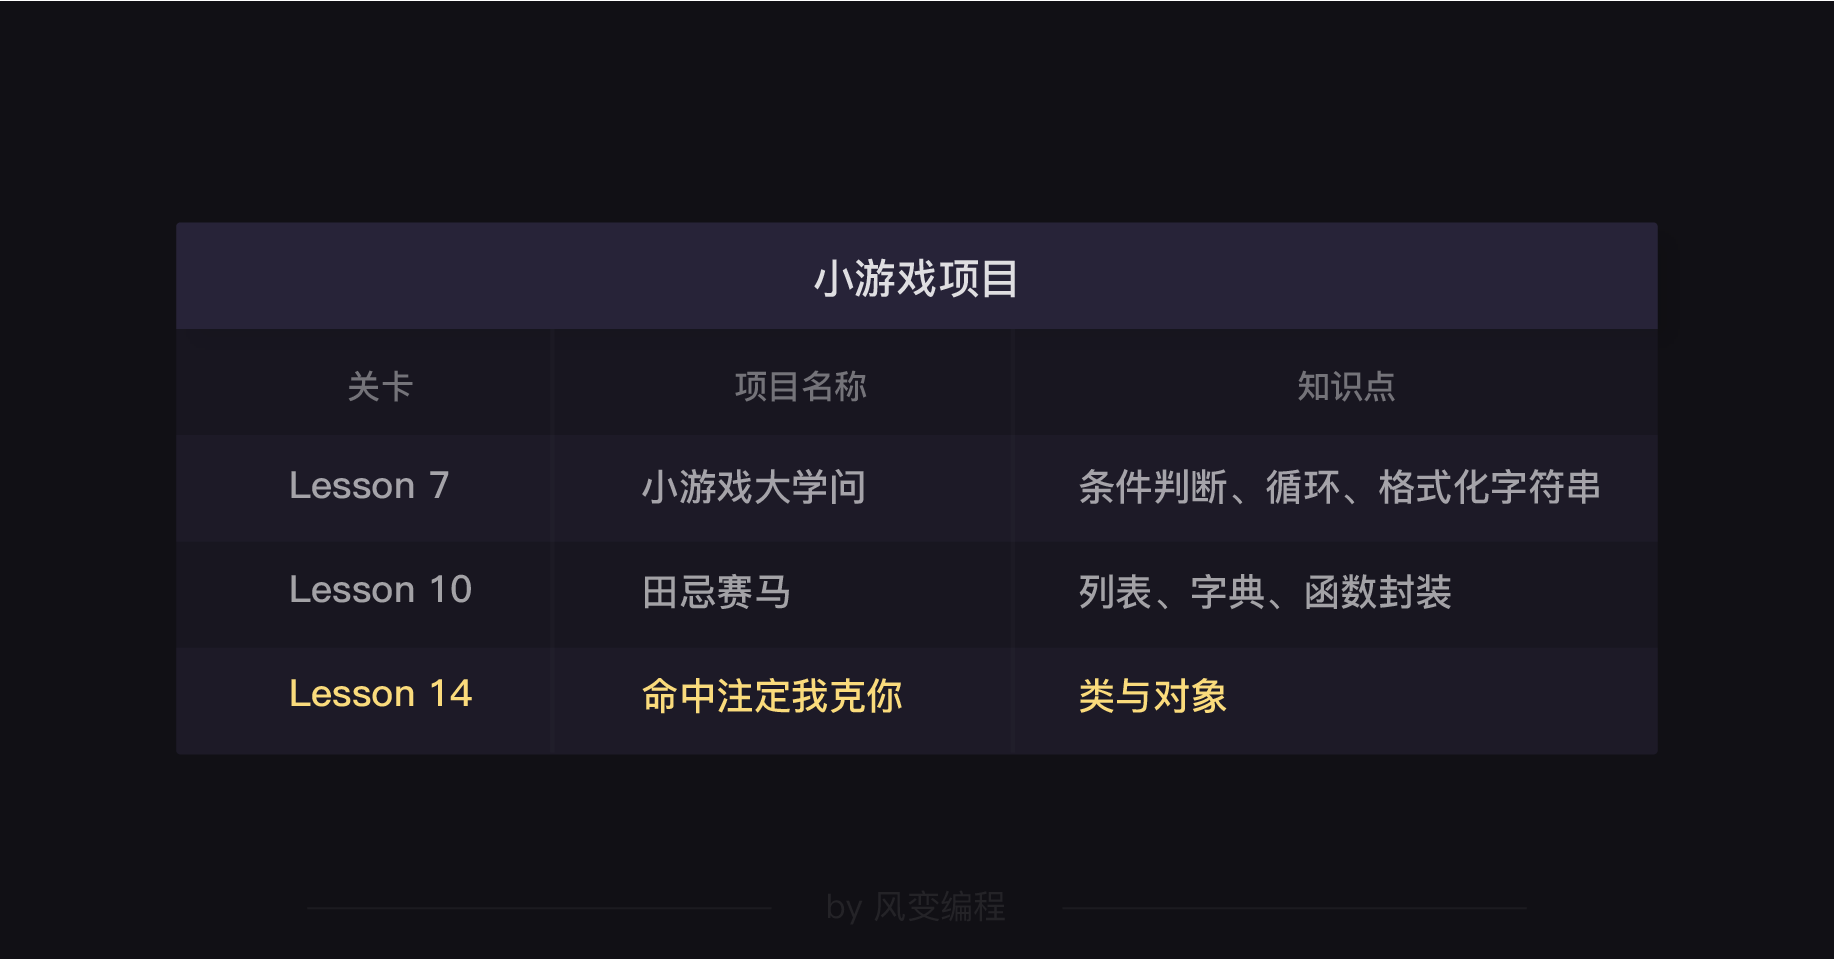 小游戏项目
关卡 项目名称 知识点
Lesson 7 小游戏大学问 条件判断、循环、格式化字符串
Lesson 10 田忌赛马 列表、字典、函数封装
Lesson 14 命中注定我克你 类与对象
by 风变编程